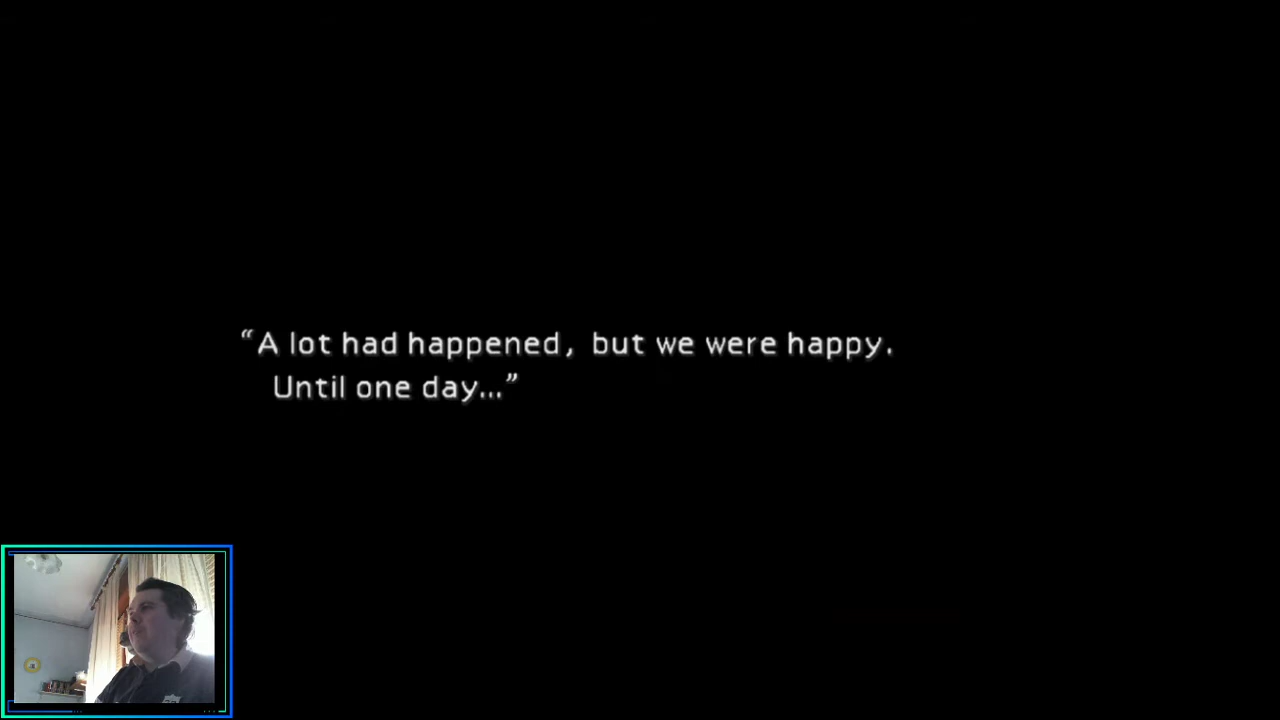 “A lot had happened, but we were happy.
Until one day...”